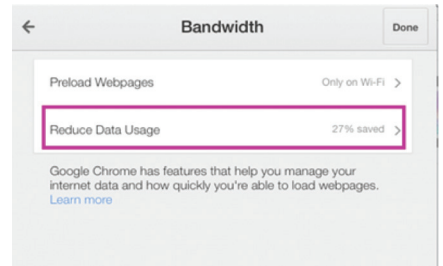 Bandwidth
Done
Preload Webpages
Only on Wi-Fi
Reduce Data Usage
27% saved
Google Chrome has features that help you manage your
internet data and how quickly you're able to load webpages.
Learn more